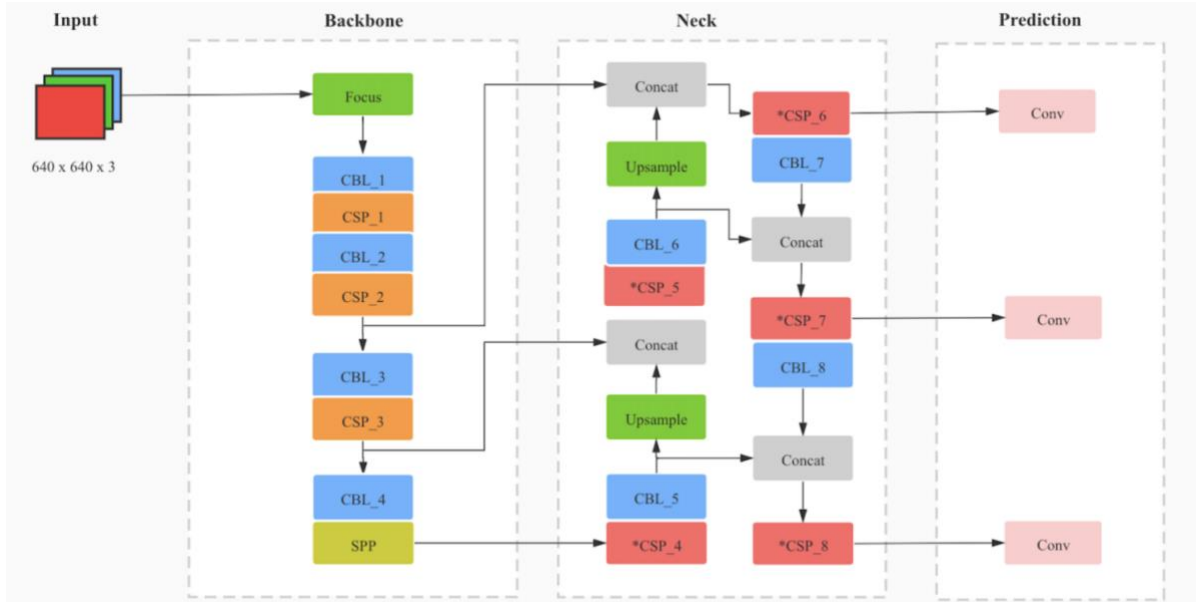 Input
Backbone
Neck
Prediction
640 x 640 x 3
Focus
CBL_1
CSP_1
CBL_2
CSP_2
CBL_3
CSP_3
CBL_4
SPP
Concat
Upsample
CBL_6
*CSP_5
Concat
Upsample
CBL_5
*CSP_4
*CSP_6
CBL_7
Concat
*CSP_7
CBL_8
Concat
*CSP_8
Conv
Conv
Conv